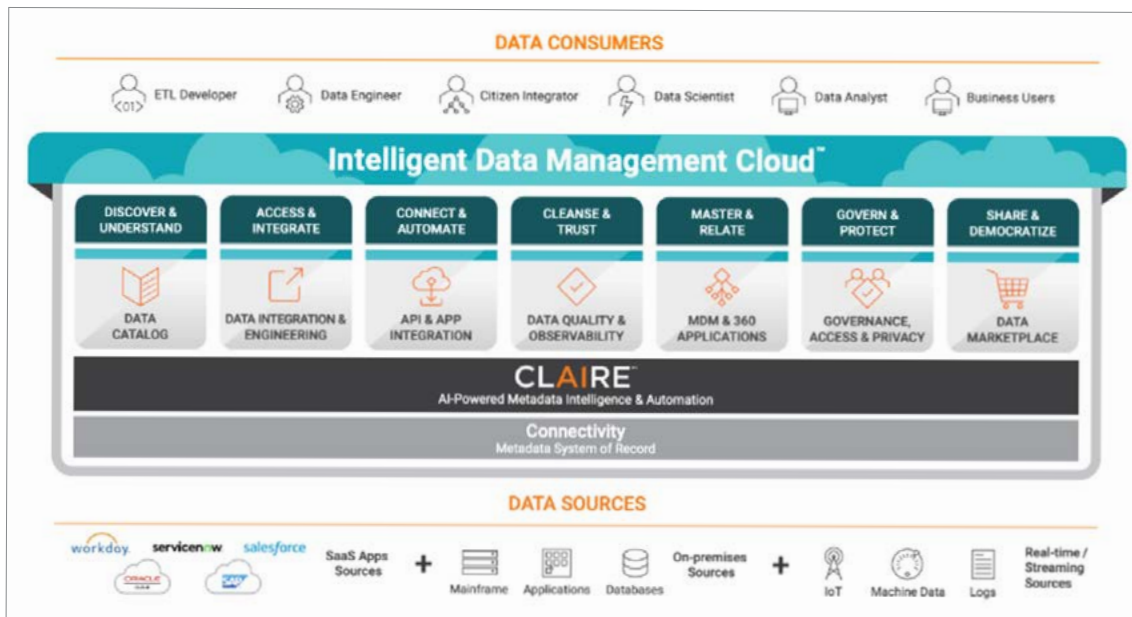 DATA CONSUMERS
<01>
ETL Developer
Data Engineer
Citizen Integrator
Data Scientist
Data Analyst
Business Users
Intelligent Data Management Cloud™
DISCOVER &
UNDERSTAND
ACCESS &
INTEGRATE
CONNECT &
AUTOMATE
CLEANSE &
TRUST
MASTER &
RELATE
GOVERN &
PROTECT
SHARE &
DEMOCRATIZE
DATA
CATALOG
DATA INTEGRATION &
ENGINEERING
API & APP
INTEGRATION
DATA QUALITY &
OBSERVABILITY
MDM & 360
APPLICATIONS
GOVERNANCE,
ACCESS & PRIVACY
DATA
MARKETPLACE
CLAIRE™
AI-Powered Metadata Intelligence & Automation
Connectivity
Metadata System of Record
DATA SOURCES
workday.
servicenow
salesforce
ORACLE
SAP
SaaS Apps
Sources
+
Mainframe
Applications
Databases
On-premises
Sources
+
IoT
Machine Data
Logs
Real-time /
Streaming
Sources